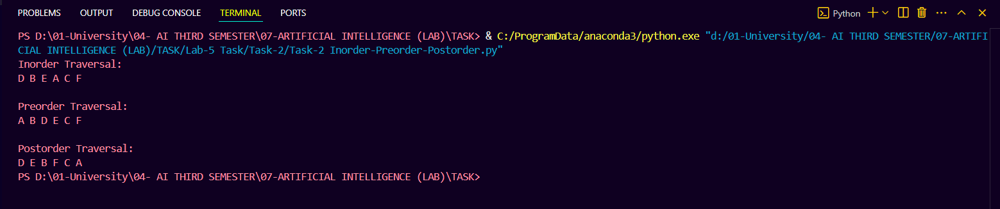 PROBLEMS OUTPUT DEBUG CONSOLE TERMINAL PORTS Python
PS D:\01-University\04- AI THIRD SEMESTER\07-ARTIFICIAL INTELLIGENCE (LAB)\TASK> & C:/ProgramData/anaconda3/python.exe "d:/01-University/04- AI THIRD SEMESTER/07-ARTIFI
CIAL INTELLIGENCE (LAB)/TASK/Lab-5 Task/Task-2/Task-2 Inorder-Preorder-Postorder.py"
Inorder Traversal:
D B E A C F
Preorder Traversal:
A B D E C F
Postorder Traversal:
D E B F C A
PS D:\01-University\04- AI THIRD SEMESTER\07-ARTIFICIAL INTELLIGENCE (LAB)\TASK>